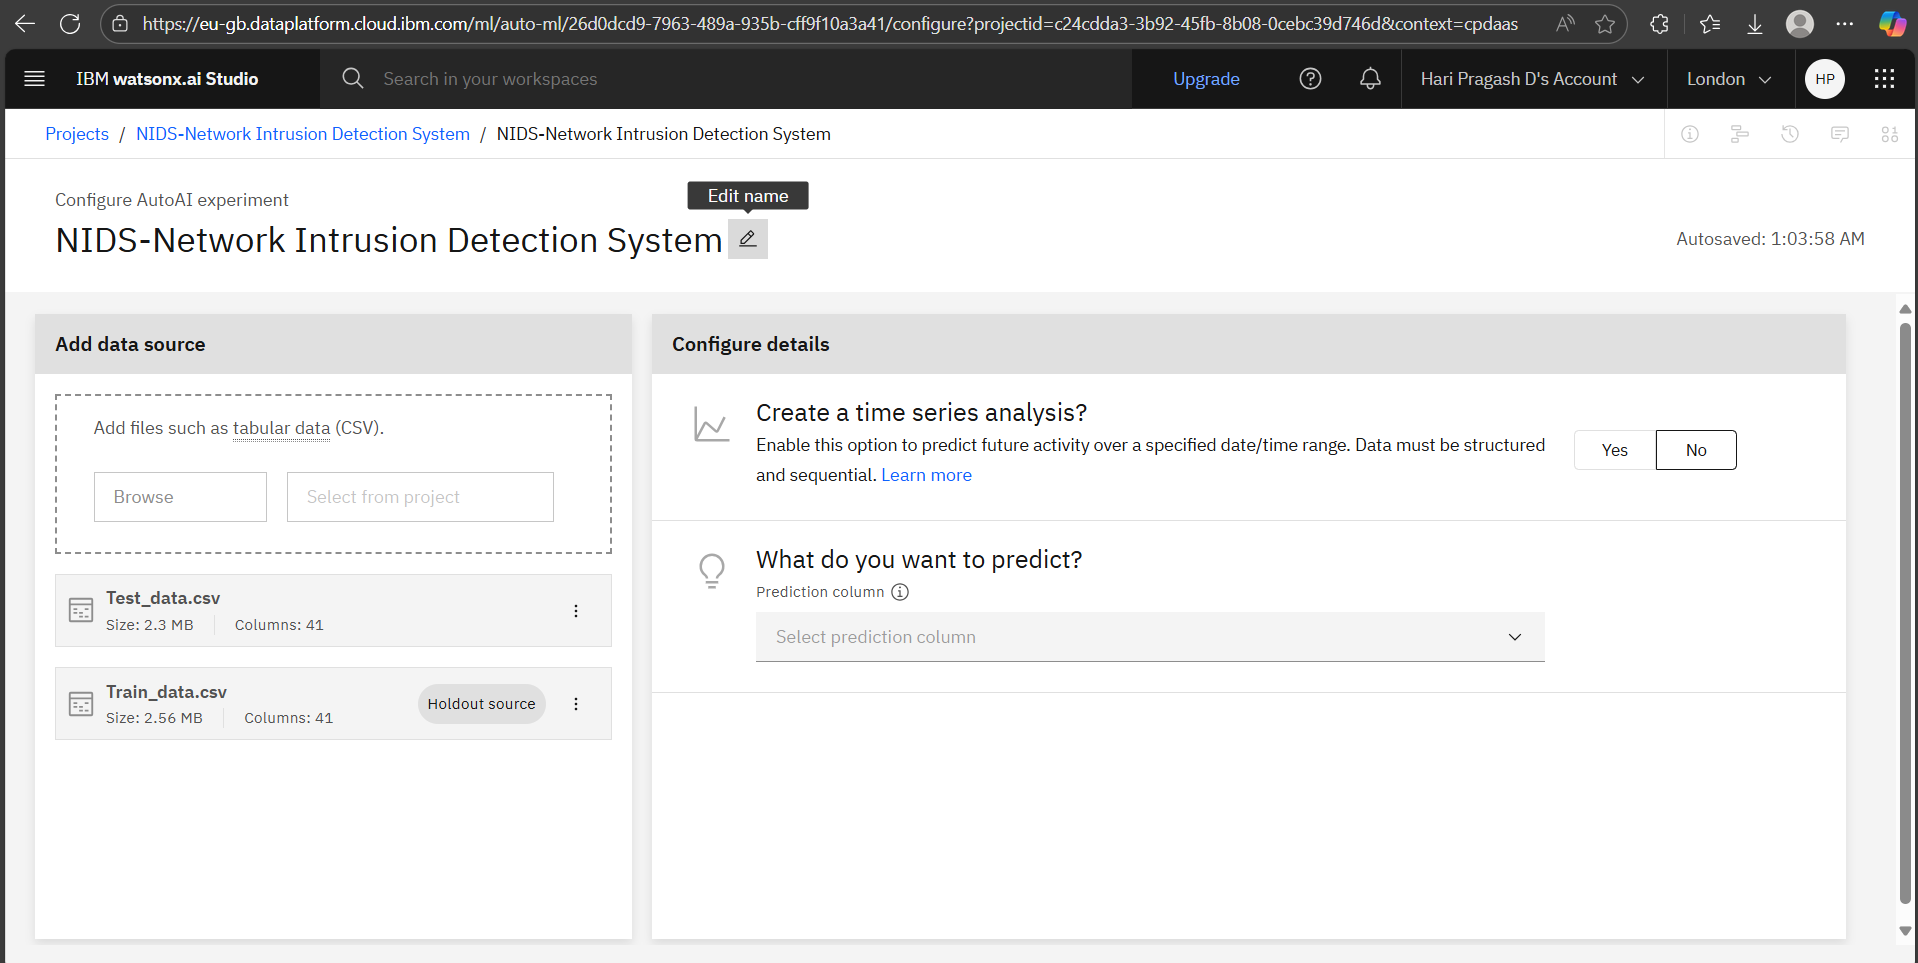 https://eu-gb.dataplatform.cloud.ibm.com/ml/auto-ml/26d0dcd9-7963-489a-935b-cff9f10a3a41/configure?projectid=c24cdda3-3b92-45fb-8b08-0cebc39d746d&context=cpdaas
IBM watsonx.ai Studio
Search in your workspaces
Upgrade
Hari Pragash D's Account
London
HP
Projects / NIDS-Network Intrusion Detection System / NIDS-Network Intrusion Detection System
Configure AutoAI experiment
Edit name
NIDS-Network Intrusion Detection System
Autosaved: 1:03:58 AM
Add data source
Add files such as tabular data (CSV).
Browse
Select from project
Test_data.csv
Size: 2.3 MB
Columns: 41
Train_data.csv
Size: 2.56 MB
Columns: 41
Holdout source
Configure details
Create a time series analysis?
Enable this option to predict future activity over a specified date/time range. Data must be structured
and sequential. Learn more
Yes
No
What do you want to predict?
Prediction column
Select prediction column